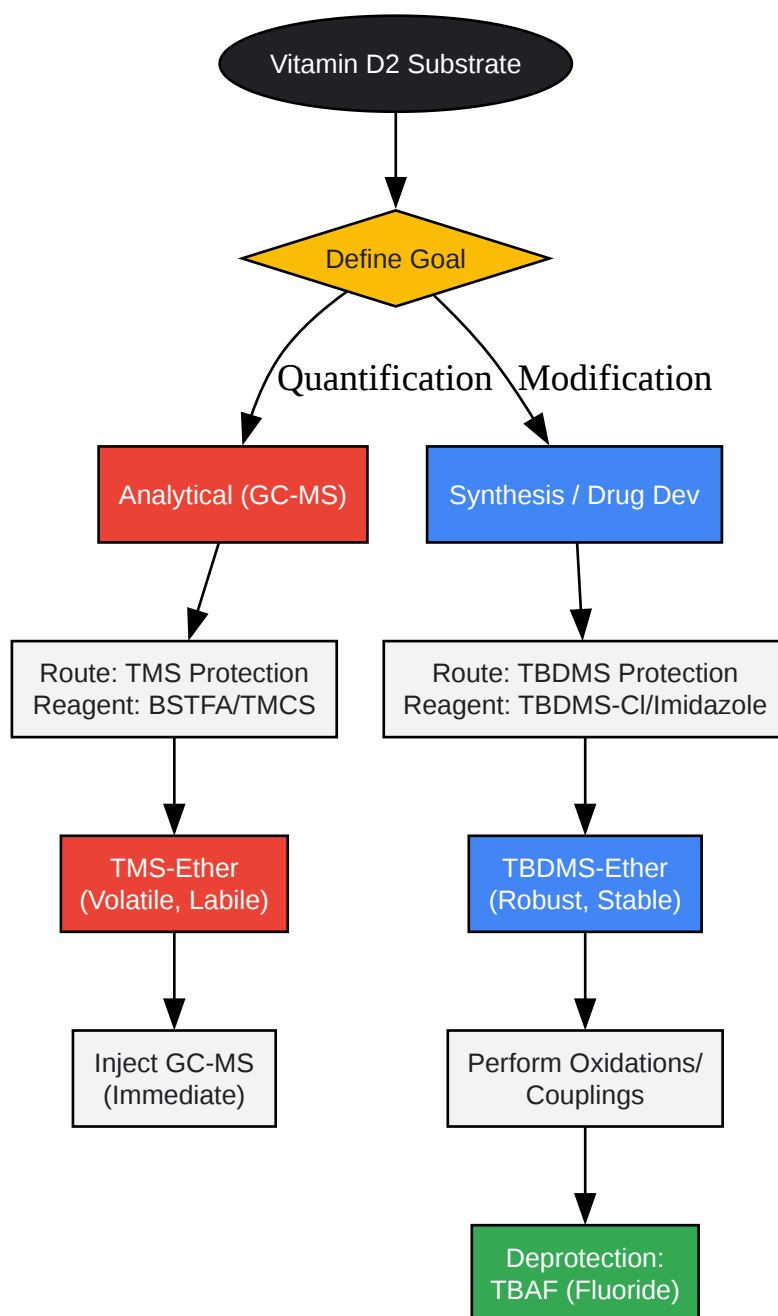 Vitamin D2 Substrate
Define Goal
Quantification
Modification
Analytical (GC-MS)
Synthesis / Drug Dev
Route: TMS Protection
Reagent: BSTFA/TMCS
Route: TBDMS Protection
Reagent: TBDMS-Cl/Imidazole
TMS-Ether
(Volatile, Labile)
TBDMS-Ether
(Robust, Stable)
Inject GC-MS
(Immediate)
Perform Oxidations/
Couplings
Deprotection:
TBAF (Fluoride)